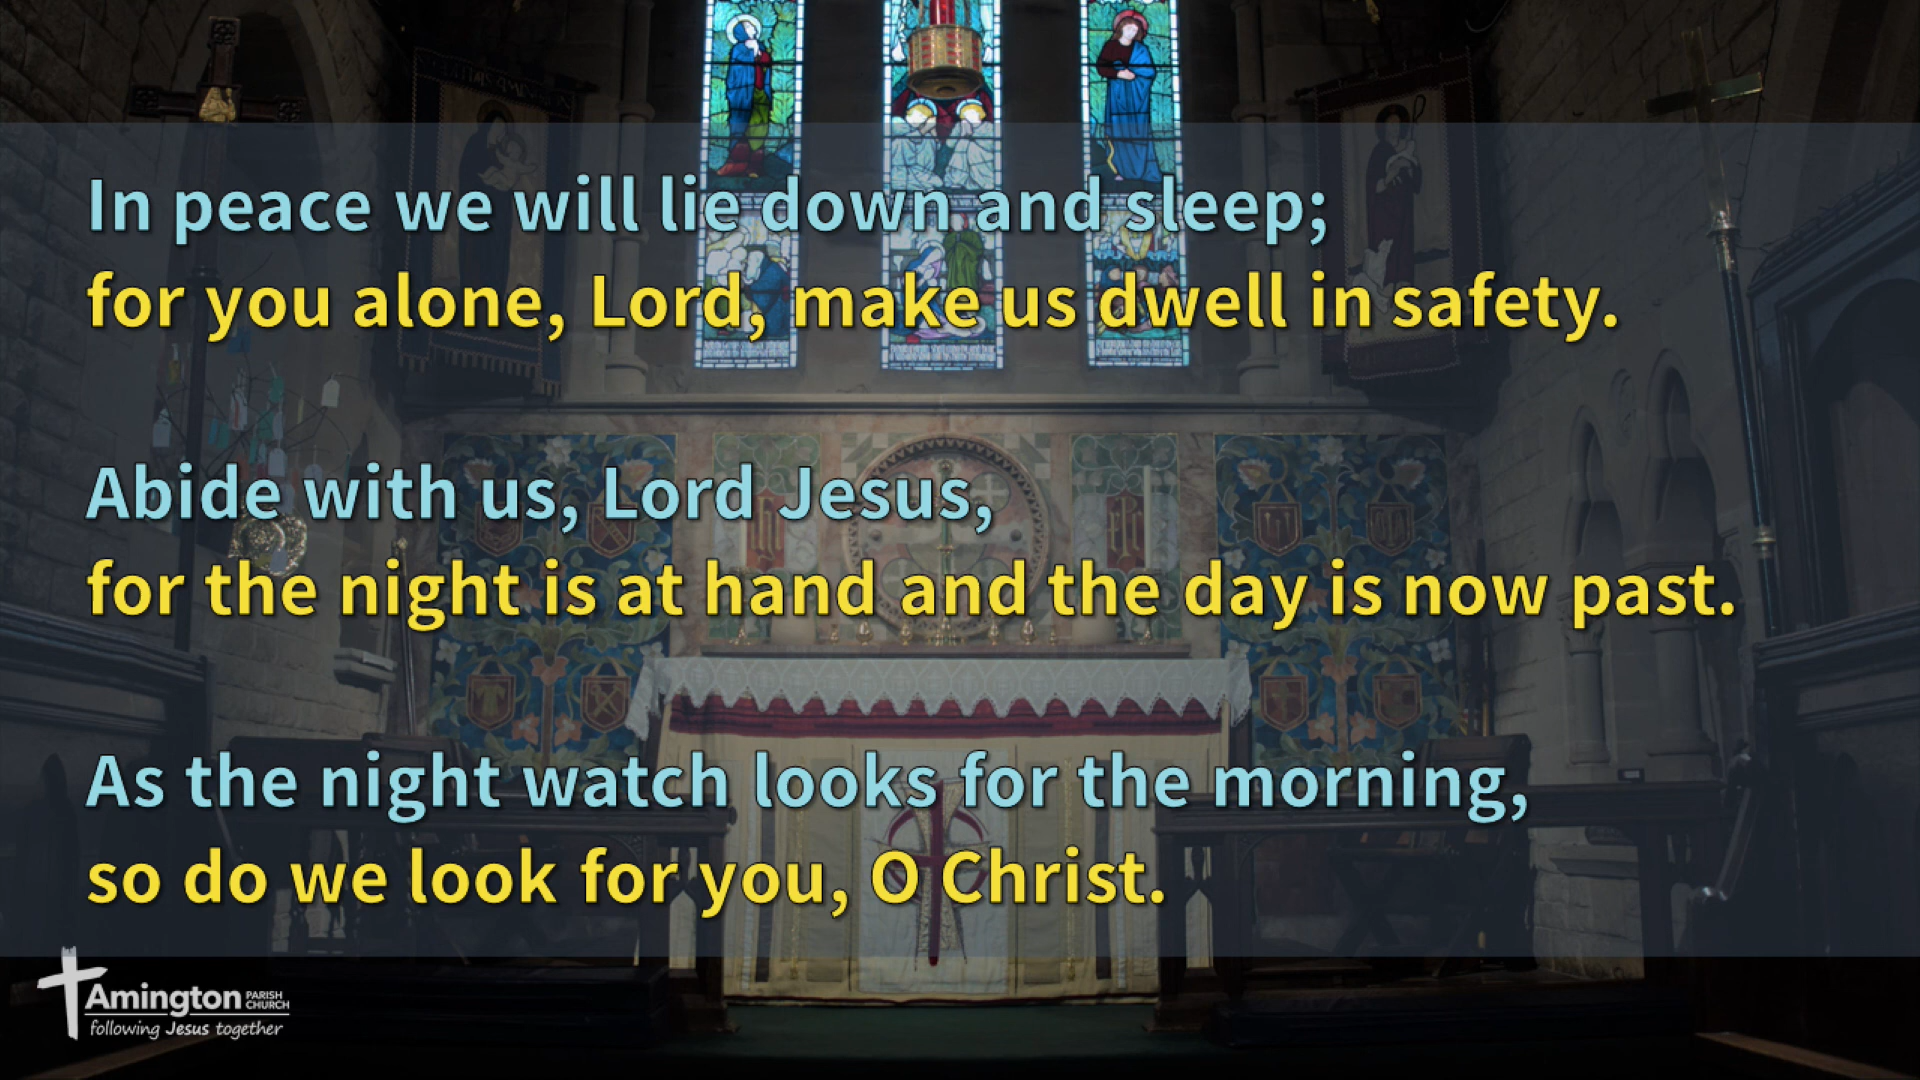 In peace we will lie down and sleep;
for you alone, Lord, make us dwell in safety.
Abide with us, Lord Jesus,
for the night is at hand and the day is now past.
As the night watch looks for the morning,
so do we look for you, O Christ.
Amington PARISH CHURCH
following Jesus together